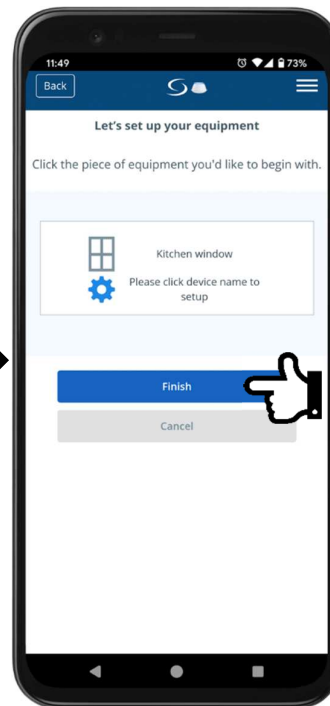 11:49
73%
Back
Let's set up your equipment
Click the piece of equipment you'd like to begin with.
Kitchen window
Please click device name to
setup
Finish
Cancel